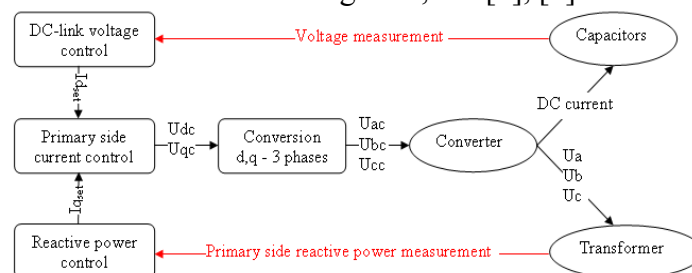 DC-link voltage
control
Voltage measurement
Capacitors
Idset
DC current
Primary side
current control
Udc
Uqc
Conversion
d,q - 3 phases
Uac
Ubc
Ucc
Converter
Ua
Ub
Uc
Iqset
Reactive power
control
Primary side reactive power measurement
Transformer